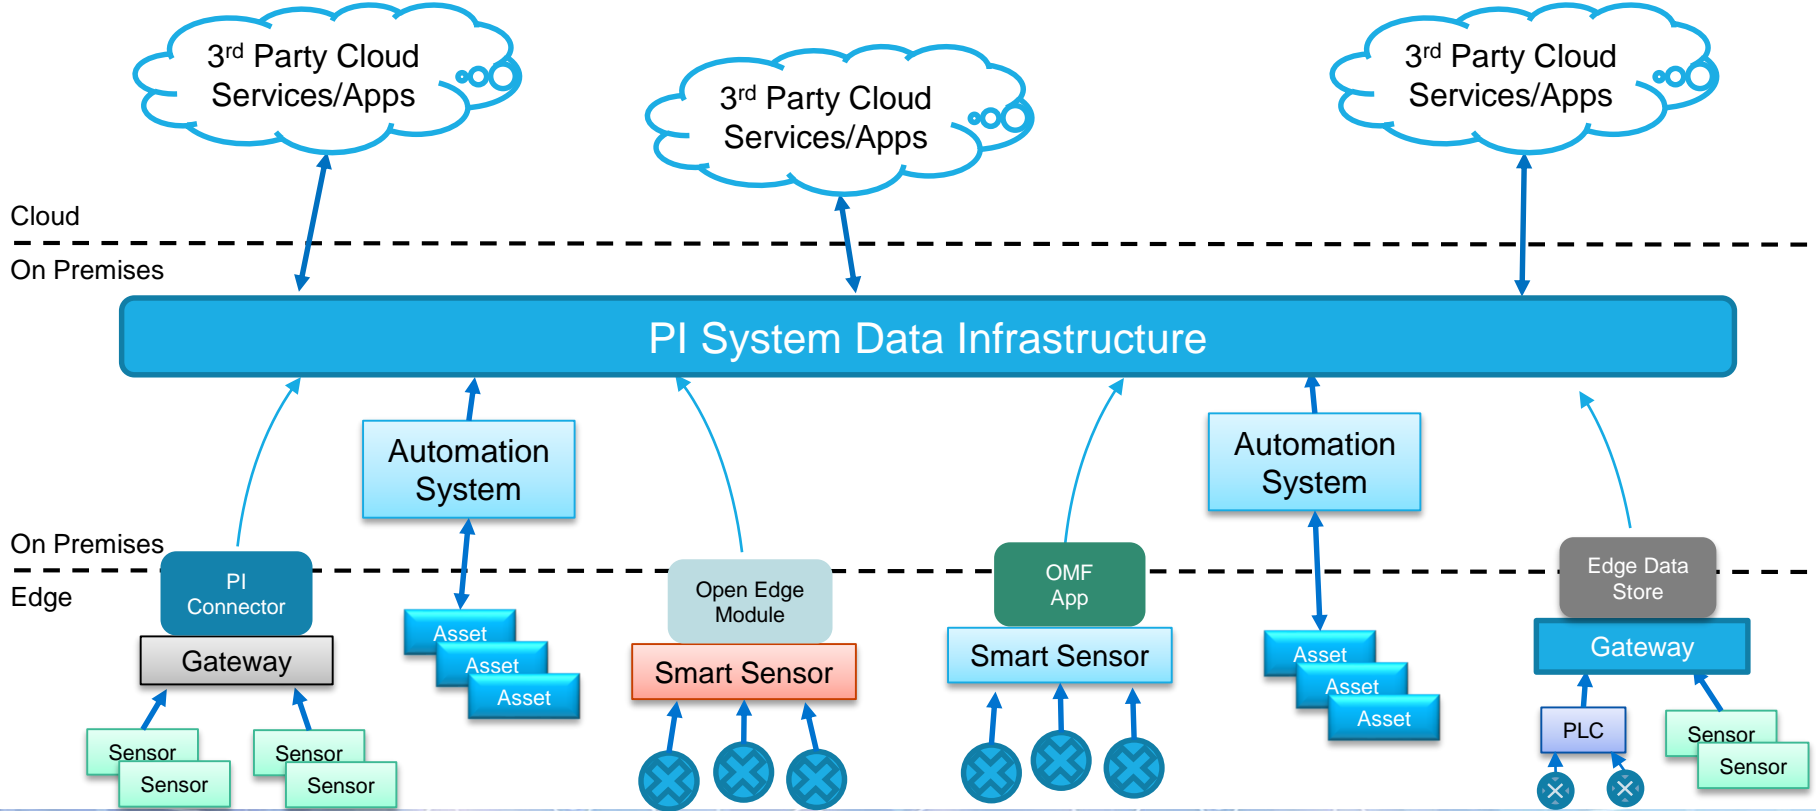 3rd Party Cloud
Services/Apps
3rd Party Cloud
Services/Apps
3rd Party Cloud
Services/Apps
Cloud
On Premises
PI System Data Infrastructure
Automation
System
Automation
System
On Premises
Edge
PI
Connector
Open Edge
Module
OMF
App
Edge Data
Store
Gateway
Asset
Asset
Asset
Smart Sensor
Smart Sensor
Asset
Asset
Asset
Gateway
Sensor
Sensor
Sensor
Sensor
PLC
Sensor
Sensor